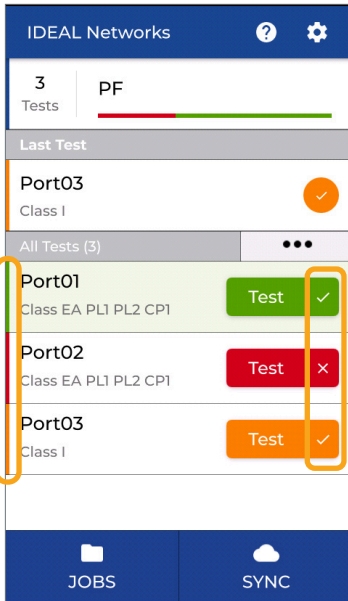 IDEAL Networks
3
Tests
PF
Last Test
Port03
Class I
All Tests (3)
Port01
Class EA PL1 PL2 CP1
Test
Port02
Class EA PL1 PL2 CP1
Test
Port03
Class I
Test
JOBS
SYNC